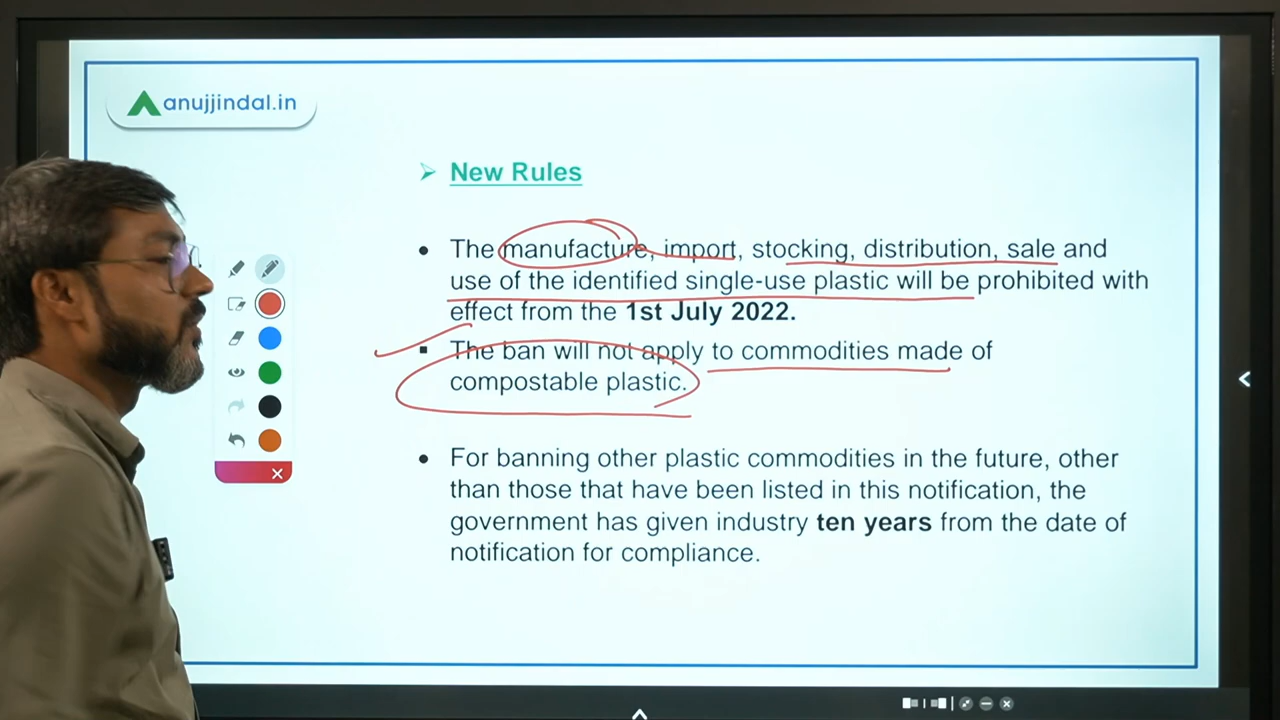 anujjindal.in
New Rules
The manufacture, import, stocking, distribution, sale and
use of the identified single-use plastic will be prohibited with
effect from the 1st July 2022.
The ban will not apply to commodities made of
compostable plastic.
For banning other plastic commodities in the future, other
than those that have been listed in this notification, the
government has given industry ten years from the date of
notification for compliance.